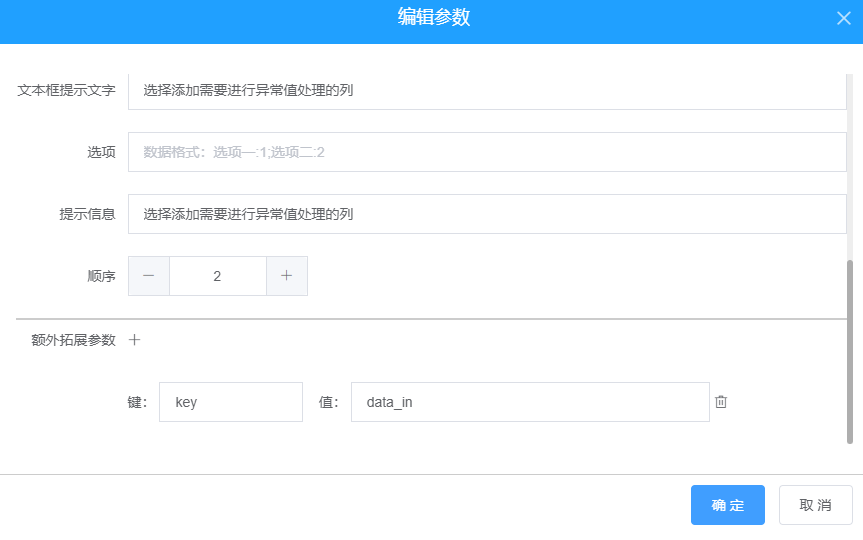 编辑参数
文本框提示文字 选择添加需要进行异常值处理的列
选项 数据格式：选项一:1;选项二:2
提示信息 选择添加需要进行异常值处理的列
顺序 2
额外拓展参数
键： key 值： data_in
确定 取消